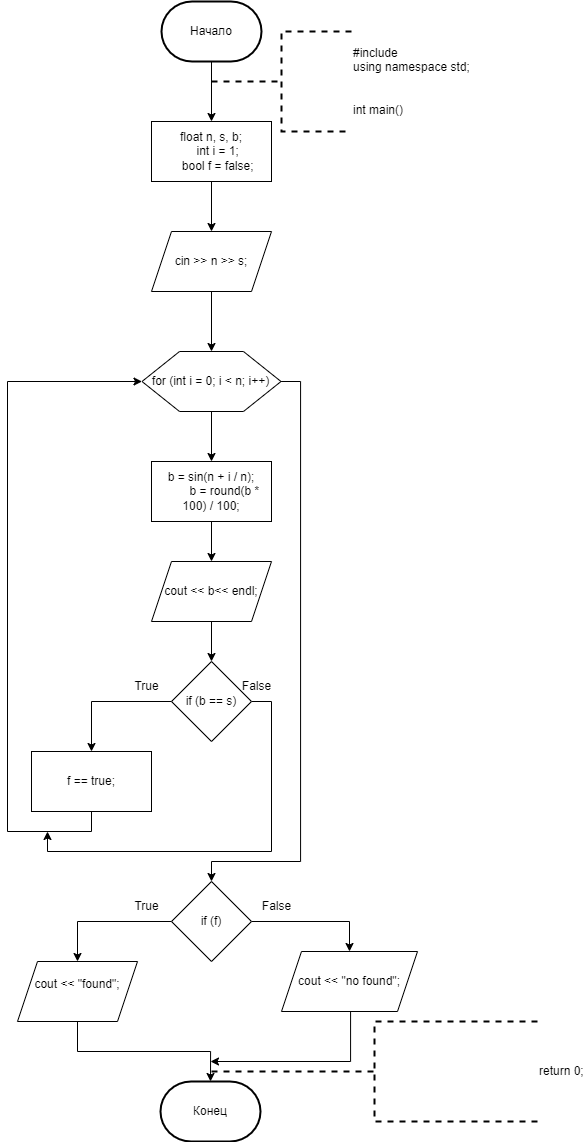 Начало
#include
using namespace std;
int main()
float n, s, b;
int i = 1;
bool f = false;
cin >> n >> s;
for (int i = 0; i < n; i++)
b = sin(n + i / n);
b = round(b *
100) / 100;
cout << b<< endl;
True
False
if (b == s)
f == true;
True
False
if (f)
cout << "found";
cout << "no found";
return 0;
Конец